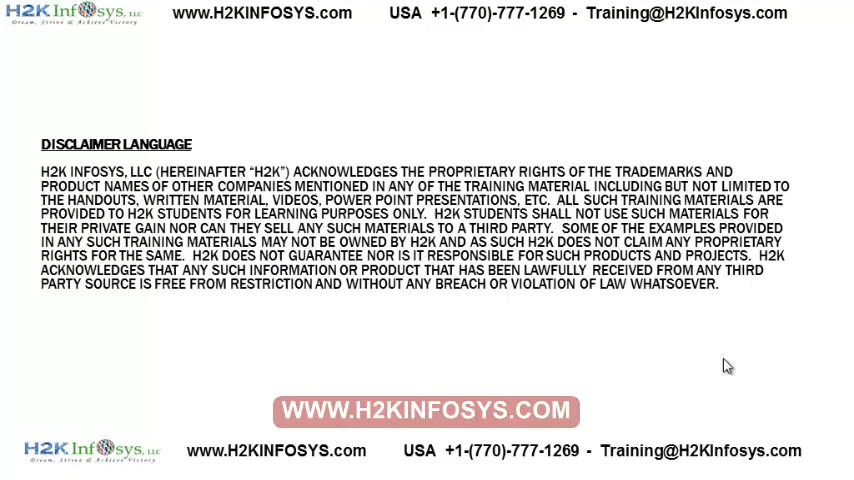 H2K Infosys, LLC www.H2KINFOSYS.com USA +1-(770)-777-1269 - Training@H2KInfosys.com
Dream, Strive & Achieve Victory
DISCLAIMER LANGUAGE
H2K INFOSYS, LLC (HEREINAFTER “H2K”) ACKNOWLEDGES THE PROPRIETARY RIGHTS OF THE TRADEMARKS AND
PRODUCT NAMES OF OTHER COMPANIES MENTIONED IN ANY OF THE TRAINING MATERIAL INCLUDING BUT NOT LIMITED TO
THE HANDOUTS, WRITTEN MATERIAL, VIDEOS, POWER POINT PRESENTATIONS, ETC. ALL SUCH TRAINING MATERIALS ARE
PROVIDED TO H2K STUDENTS FOR LEARNING PURPOSES ONLY. H2K STUDENTS SHALL NOT USE SUCH MATERIALS FOR
THEIR PRIVATE GAIN NOR CAN THEY SELL ANY SUCH MATERIALS TO A THIRD PARTY. SOME OF THE EXAMPLES PROVIDED
IN ANY SUCH TRAINING MATERIALS MAY NOT BE OWNED BY H2K AND AS SUCH H2K DOES NOT CLAIM ANY PROPRIETARY
RIGHTS FOR THE SAME. H2K DOES NOT GUARANTEE NOR IS IT RESPONSIBLE FOR SUCH PRODUCTS AND PROJECTS. H2K
ACKNOWLEDGES THAT ANY SUCH INFORMATION OR PRODUCT THAT HAS BEEN LAWFULLY RECEIVED FROM ANY THIRD
PARTY SOURCE IS FREE FROM RESTRICTION AND WITHOUT ANY BREACH OR VIOLATION OF LAW WHATSOEVER.
WWW.H2KINFOSYS.COM
H2K Infosys, LLC www.H2KINFOSYS.com USA +1-(770)-777-1269 - Training@H2KInfosys.com
Dream, Strive & Achieve Victory